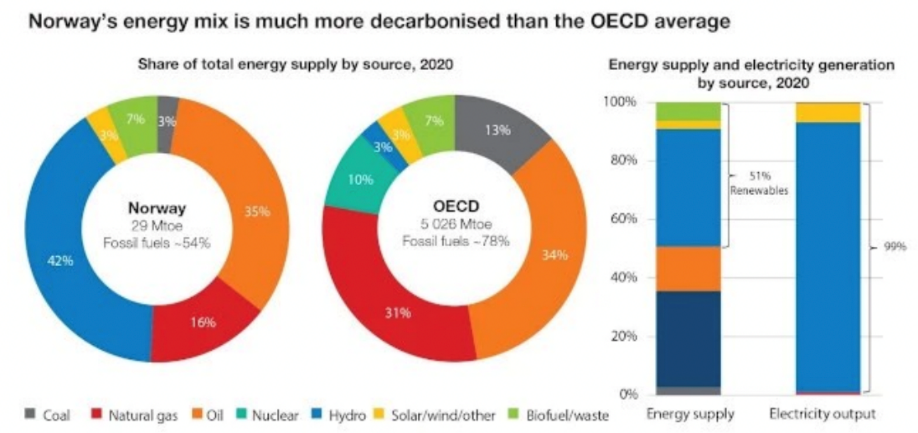 Norway's energy mix is much more decarbonised than the OECD average
Share of total energy supply by source, 2020
3%
35%
16%
42%
3%
7%
Norway
29 Mtoe
Fossil fuels ~54%
13%
34%
31%
10%
3%
3%
7%
OECD
5 026 Mtoe
Fossil fuels ~78%
Coal
Natural gas
Oil
Nuclear
Hydro
Solar/wind/other
Biofuel/waste
Energy supply and electricity generation
by source, 2020
100%
80%
60%
40%
20%
0%
51%
Renewables
99%
Energy supply
Electricity output